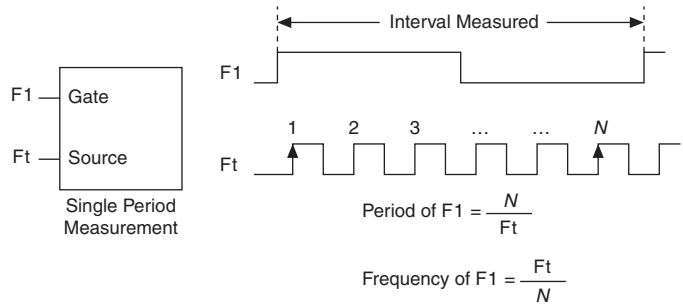 Interval Measured
F1
Gate
Ft
Source
Single Period
Measurement
F1
1 2 3 … … N
Ft
Period of F1 = N
Ft
Frequency of F1 = Ft
N